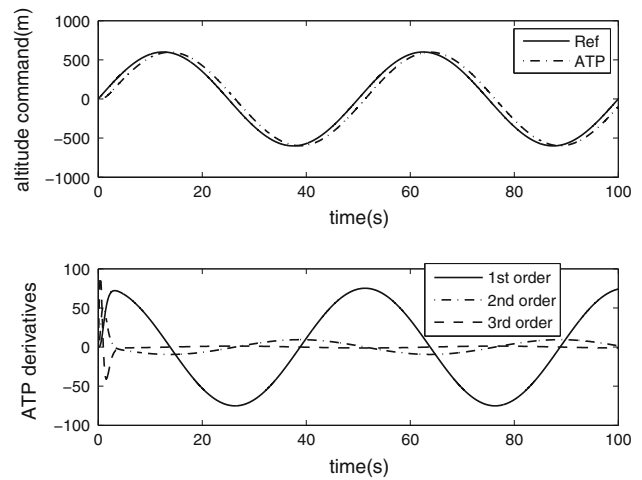 1000
500
0
−500
−1000
altitude command(m)
Ref
ATP
0
20
40
60
80
100
time(s)
100
50
0
−50
−100
ATP derivatives
1st order
2nd order
3rd order
0
20
40
60
80
100
time(s)